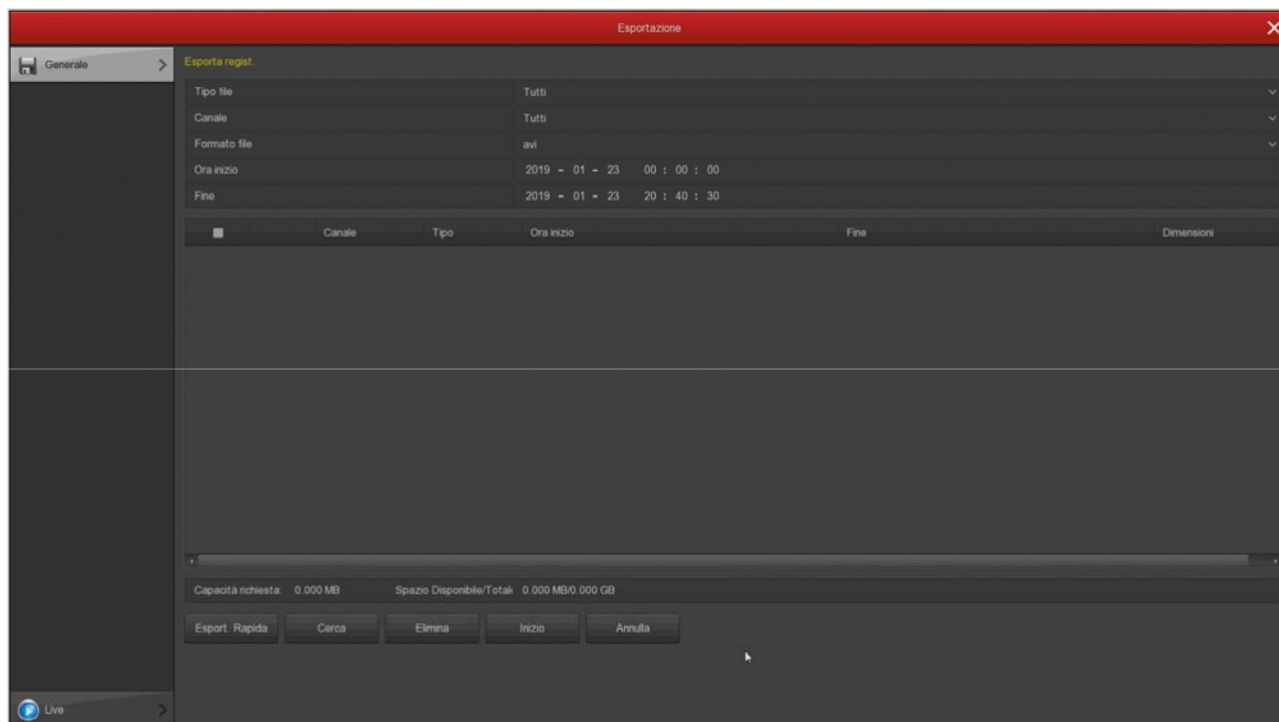 Esportazione
Generale
Esporta regist.
Tipo file Tutti
Canale Tutti
Formato file avi
Ora inizio 2019 - 01 - 23 00 : 00 : 00
Fine 2019 - 01 - 23 20 : 40 : 30
Canale Tipo Ora inizio Fine Dimensioni
Capacità richiesta: 0.000 MB Spazio Disponibile/Total 0.000 MB/0.000 GB
Esport. Rapida Cerca Elimina Inizio Annulla
Live